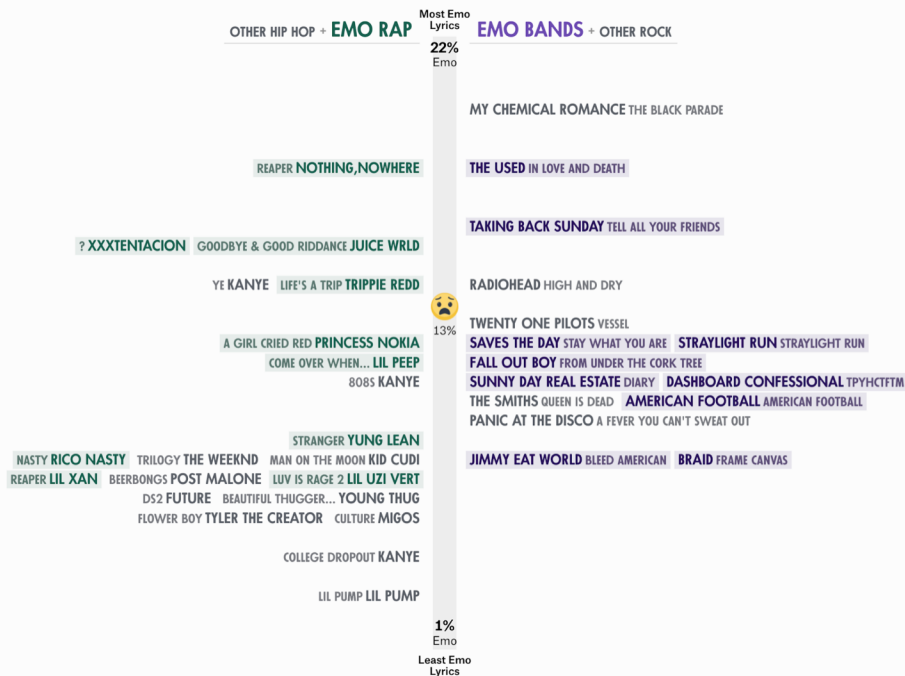 Most Emo
Lyrics
OTHER HIP HOP + EMO RAP
EMO BANDS + OTHER ROCK
22%
Emo
MY CHEMICAL ROMANCE THE BLACK PARADE
REAPER NOTHING,NOWHERE
THE USED IN LOVE AND DEATH
TAKING BACK SUNDAY TELL ALL YOUR FRIENDS
? XXXTENTACION GOODBYE & GOOD RIDDANCE JUICE WRLD
YE KANYE LIFE'S A TRIP TRIPPIE REDD
RADIOHEAD HIGH AND DRY
TWENTY ONE PILOTS VESSEL
13%
A GIRL CRIED RED PRINCESS NOKIA
SAVES THE DAY STAY WHAT YOU ARE STRAYLIGHT RUN STRAYLIGHT RUN
COME OVER WHEN... LIL PEEP
FALL OUT BOY FROM UNDER THE CORK TREE
808S KANYE
SUNNY DAY REAL ESTATE DIARY DASHBOARD CONFESSIONAL TPYHCTFTM
THE SMITHS QUEEN IS DEAD AMERICAN FOOTBALL AMERICAN FOOTBALL
PANIC AT THE DISCO A FEVER YOU CAN'T SWEAT OUT
STRANGER YUNG LEAN
NASTY RICO NASTY TRILOGY THE WEEKND MAN ON THE MOON KID CUDI
JIMMY EAT WORLD BLEED AMERICAN BRAID FRAME CANVAS
REAPER LIL XAN BEERBONGS POST MALONE LUV IS RAGE 2 LIL UZI VERT
DS2 FUTURE BEAUTIFUL THUGGER... YOUNG THUG
FLOWER BOY TYLER THE CREATOR CULTURE MIGOS
COLLEGE DROPOUT KANYE
LIL PUMP LIL PUMP
1%
Emo
Least Emo
Lyrics